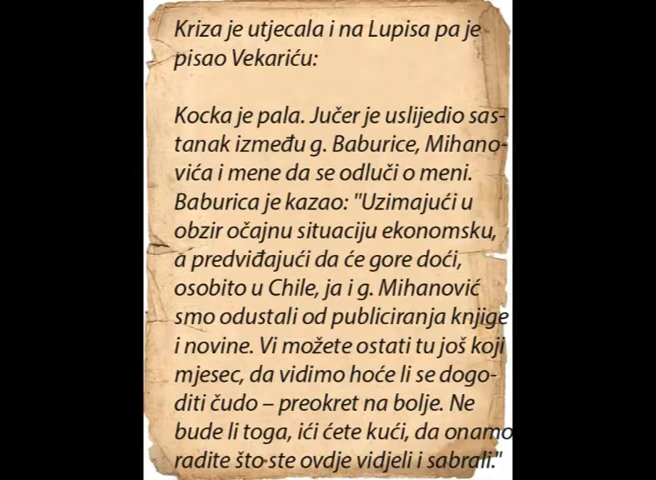 Kriza je utjecala i na Lupisa pa je
pisao Vekariću:
Kocka je pala. Jučer je uslijedio sas-
tanak između g. Baburice, Mihano-
vića i mene da se odluči o meni.
Baburica je kazao: "Uzimajući u
obzir očajnu situaciju ekonomsku,
a predviđajući da će gore doći,
osobito u Chile, ja i g. Mihanović
smo odustali od publiciranja knjige
i novine. Vi možete ostati tu još koji
mjesec, da vidimo hoće li se dogo-
diti čudo – preokret na bolje. Ne
bude li toga, ići ćete kući, da onamo
radite što ste ovdje vidjeli i sabrali."